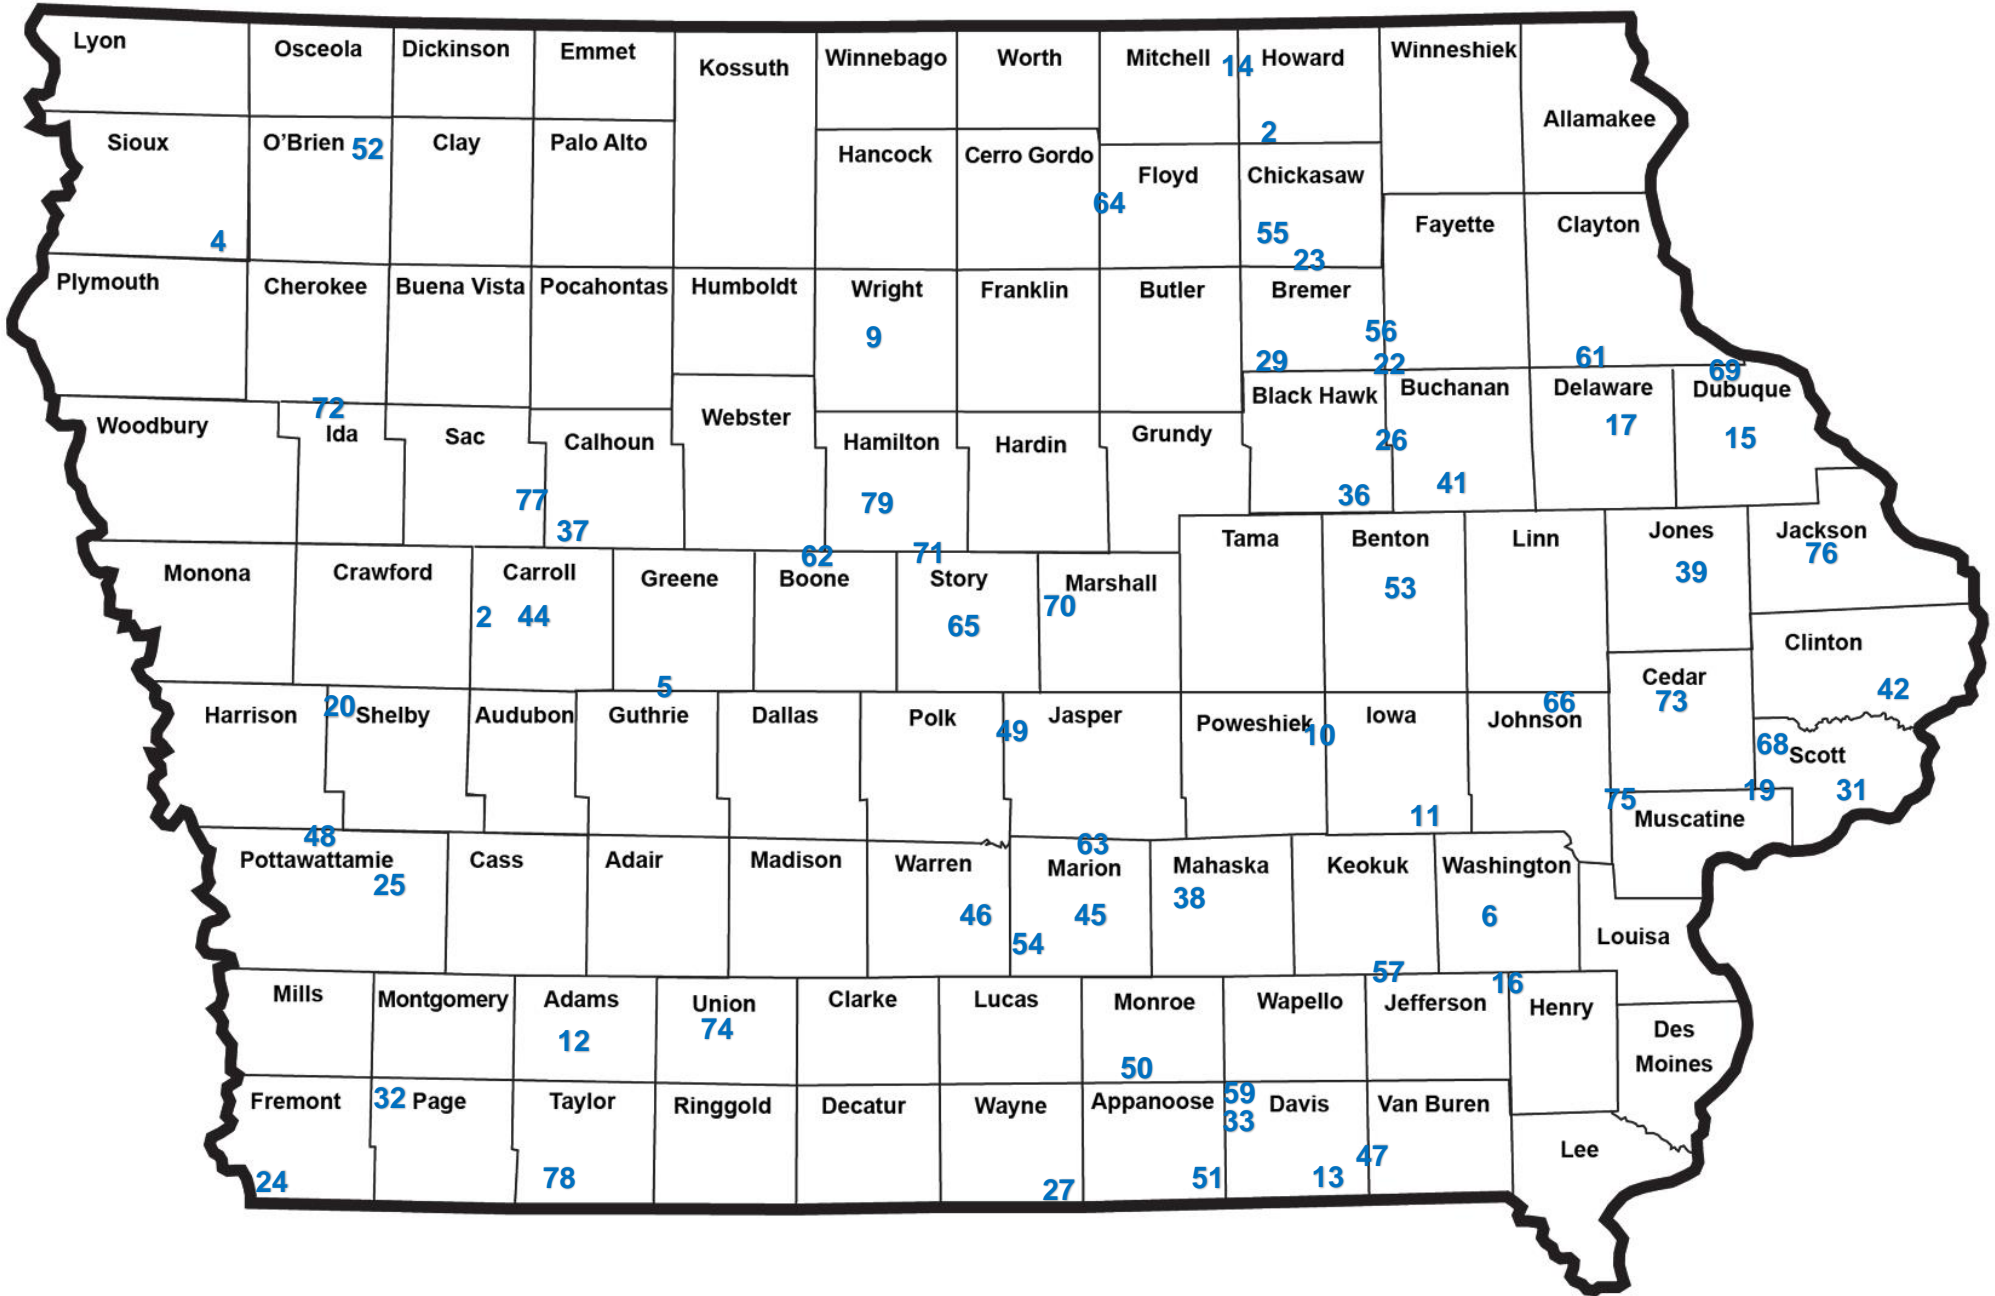 Lyon
Osceola
Dickinson
Emmet
Kossuth
Winnebago
Worth
Mitchell
14
Howard
Winneshiek
Allamakee
2
Sioux
O'Brien
52
Clay
Palo Alto
Hancock
Cerro Gordo
Floyd
64
Chickasaw
55
23
4
Fayette
Clayton
Plymouth
Cherokee
Buena Vista
Pocahontas
Humboldt
Wright
9
Franklin
Butler
Bremer
56
29
22
61
69
Woodbury
72
Ida
Sac
Calhoun
Webster
Hamilton
Hardin
Grundy
Black Hawk
Buchanan
Delaware
Dubuque
26
17
15
77
37
79
36
41
62
71
Monona
Crawford
Carroll
2
44
Greene
Boone
Story
65
Marshall
70
Tama
Benton
53
Linn
Jones
39
Jackson
76
Clinton
42
5
20
Harrison
Shelby
Audubon
Guthrie
Dallas
Polk
49
Jasper
Poweshiek
10
Iowa
66
Johnson
Cedar
73
68
Scott
11
75
19
31
Muscatine
48
Pottawattamie
25
Cass
Adair
Madison
Warren
46
63
Marion
45
54
Mahaska
38
Keokuk
Washington
6
Louisa
57
16
Mills
Montgomery
Adams
12
Union
74
Clarke
Lucas
Monroe
50
Wapello
Jefferson
Henry
Des
Moines
Fremont
24
32
Page
Taylor
78
Ringgold
Decatur
Wayne
27
Appanoose
51
59
33
Davis
13
47
Van Buren
Lee